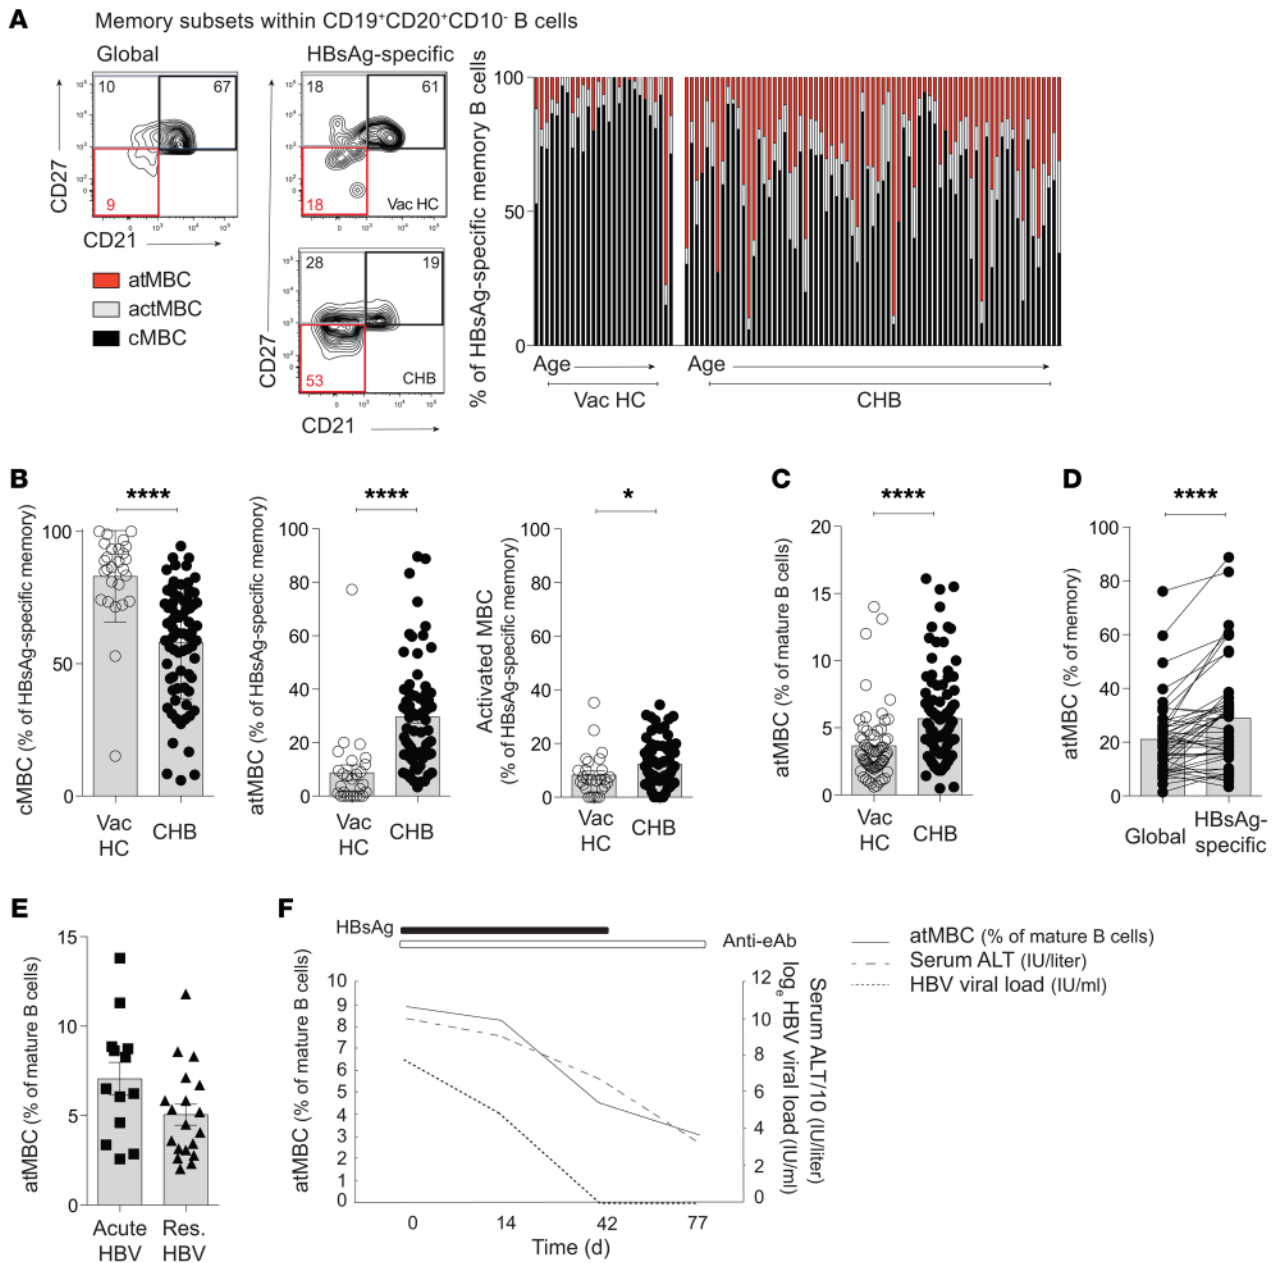 A
Memory subsets within CD19⁺CD20⁺CD10⁻ B cells
Global
HBsAg-specific
10
67
9
CD27
CD21
18
61
18
Vac HC
28
19
53
CHB
CD27
CD21
atMBC
actMBC
cMBC
% of HBsAg-specific memory B cells
100
50
0
Age
Age
Vac HC
CHB
B
****
cMBC (% of HBsAg-specific memory)
100
50
0
Vac
HC
CHB
****
atMBC (% of HBsAg-specific memory)
100
80
60
40
20
0
Vac
HC
CHB
*
Activated MBC
(% of HBsAg-specific memory)
100
80
60
40
20
0
Vac
HC
CHB
C
****
atMBC (% of mature B cells)
20
15
10
5
0
Vac
HC
CHB
D
****
atMBC (% of memory)
100
80
60
40
20
0
Global
HBsAg-
specific
E
atMBC (% of mature B cells)
15
10
5
0
Acute
HBV
Res.
HBV
F
HBsAg
Anti-eAb
atMBC (% of mature B cells)
10
9
8
7
6
5
4
3
2
1
0
12
10
8
6
4
2
0
Serum ALT/10 (IU/liter)
logₑ HBV viral load (IU/ml)
0
14
42
77
Time (d)
atMBC (% of mature B cells)
Serum ALT (IU/liter)
HBV viral load (IU/ml)